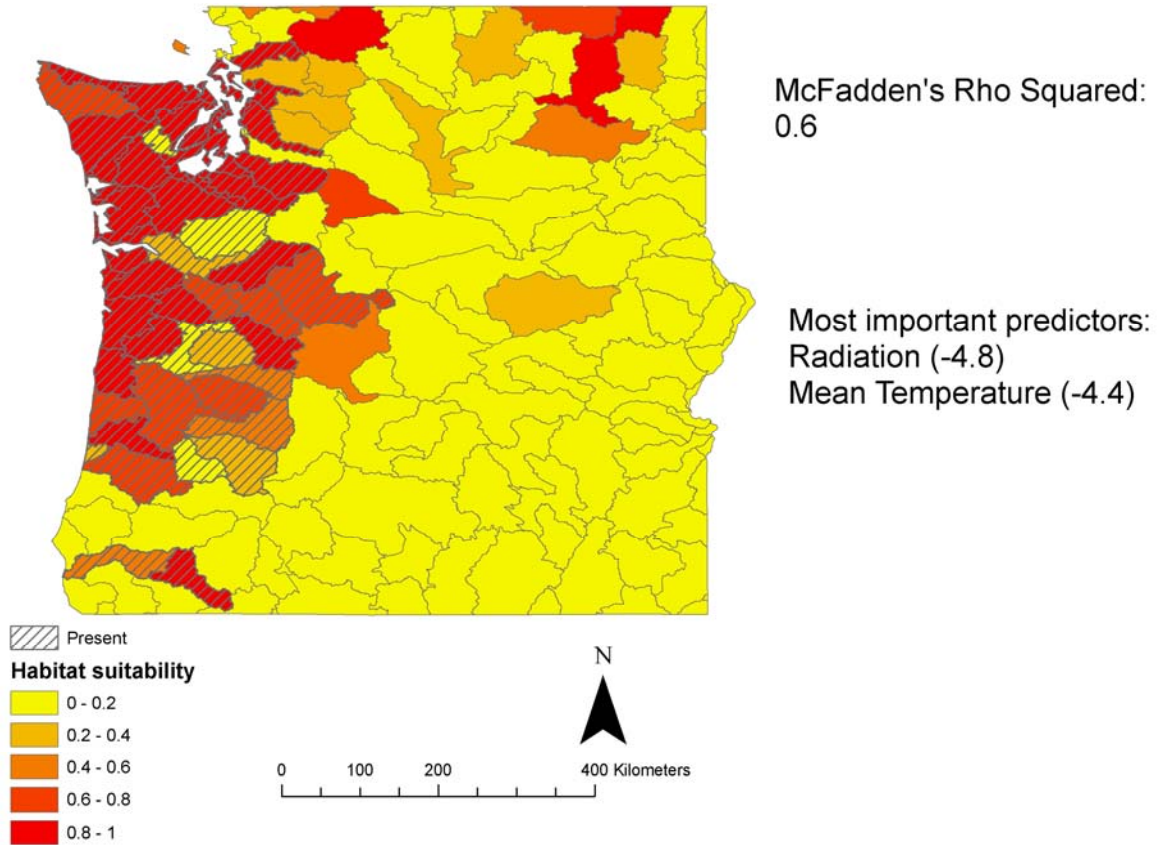 McFadden's Rho Squared:
0.6
Most important predictors:
Radiation (-4.8)
Mean Temperature (-4.4)
Present
Habitat suitability
0 - 0.2
0.2 - 0.4
0.4 - 0.6
0.6 - 0.8
0.8 - 1
N
0 100 200 400 Kilometers